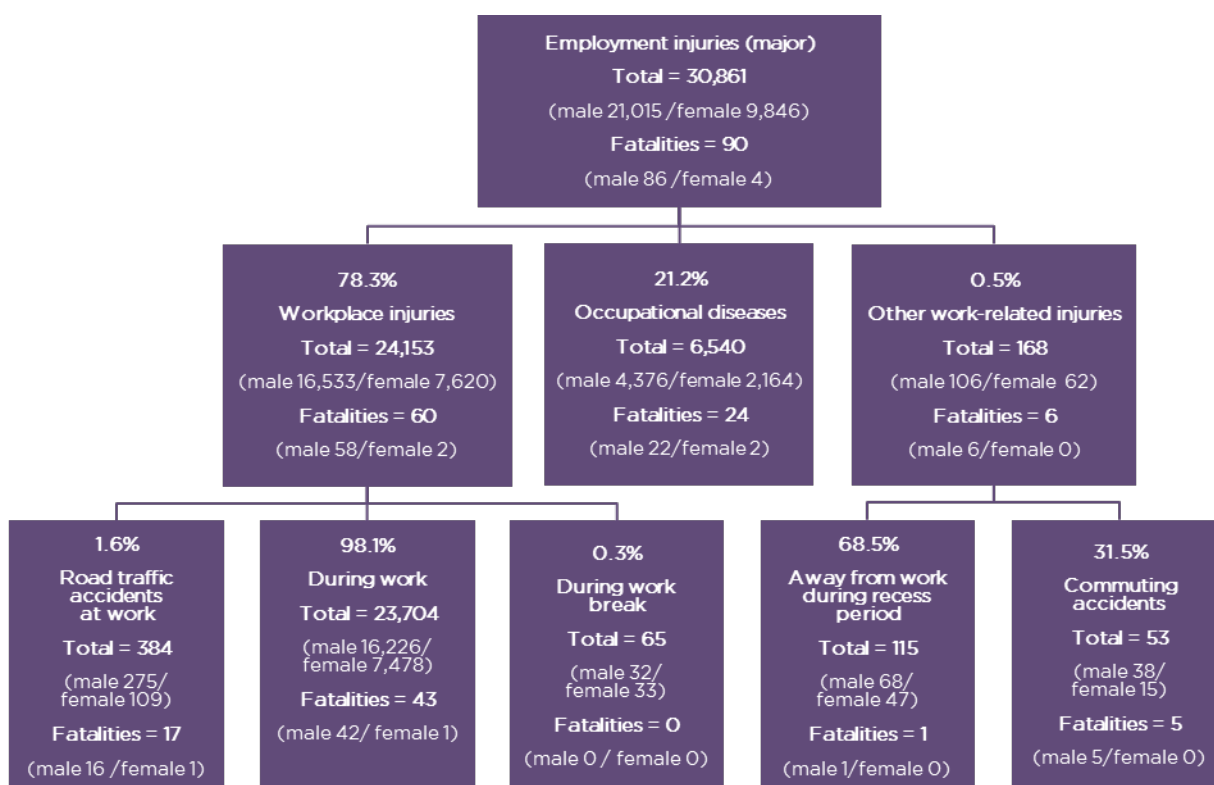 Employment injuries (major)
Total = 30,861
(male 21,015 /female 9,846)
Fatalities = 90
(male 86 /female 4)
78.3%
Workplace injuries
Total = 24,153
(male 16,533/female 7,620)
Fatalities = 60
(male 58/female 2)
21.2%
Occupational diseases
Total = 6,540
(male 4,376/female 2,164)
Fatalities = 24
(male 22/female 2)
0.5%
Other work-related injuries
Total = 168
(male 106/female 62)
Fatalities = 6
(male 6/female 0)
1.6%
Road traffic
accidents
at work
Total = 384
(male 275/
female 109)
Fatalities = 17
(male 16 /female 1)
98.1%
During work
Total = 23,704
(male 16,226/
female 7,478)
Fatalities = 43
(male 42/ female 1)
0.3%
During work
break
Total = 65
(male 32/
female 33)
Fatalities = 0
(male 0 / female 0)
68.5%
Away from work
during recess
period
Total = 115
(male 68/
female 47)
Fatalities = 1
(male 1/female 0)
31.5%
Commuting
accidents
Total = 53
(male 38/
female 15)
Fatalities = 5
(male 5/female 0)